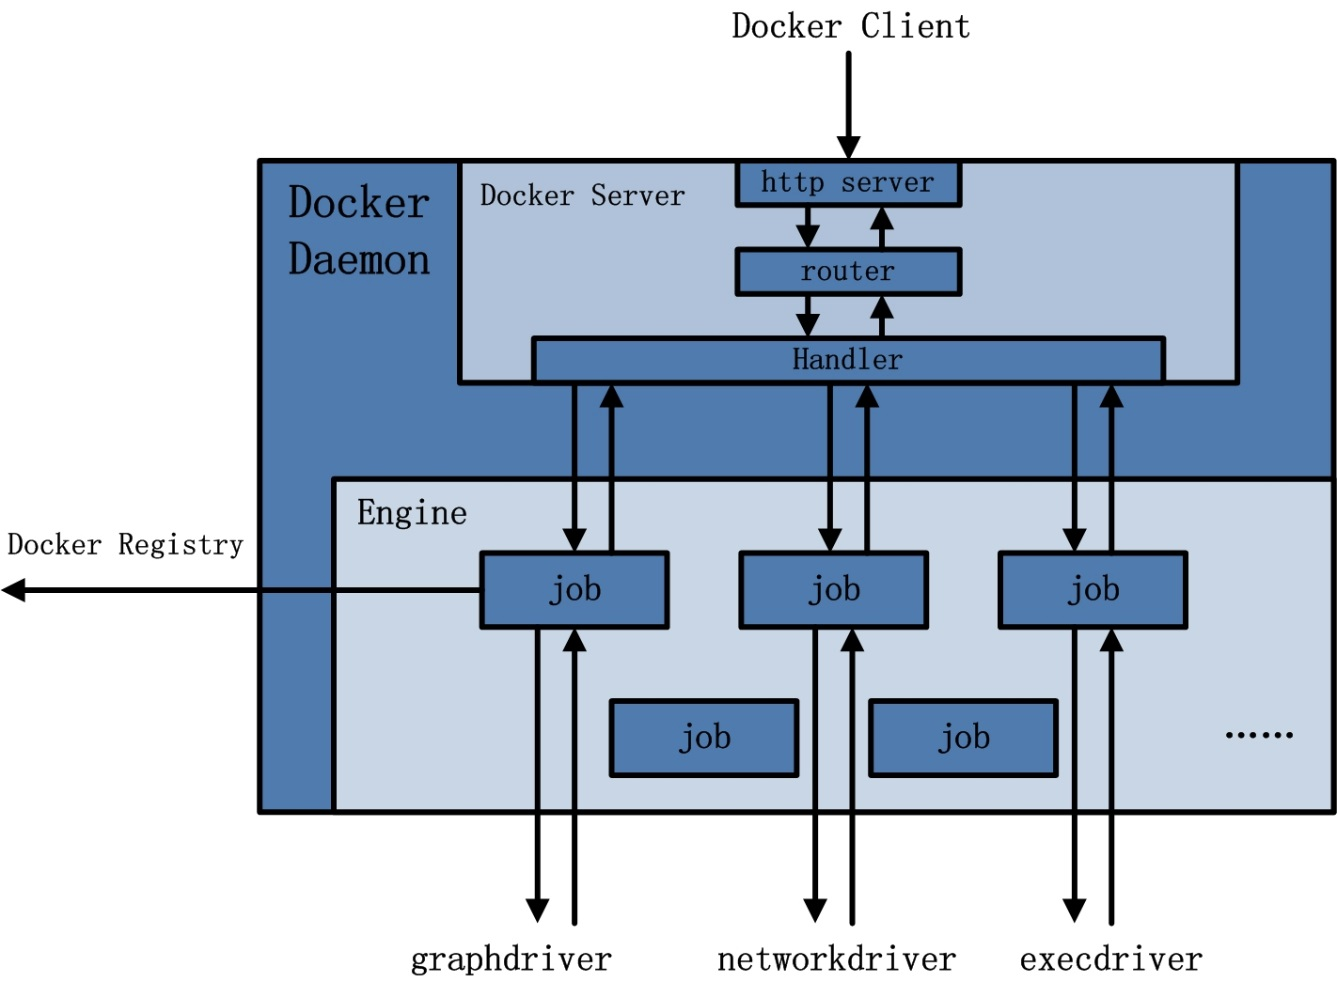 Docker Client
http server
Docker Server
Docker
Daemon
router
Handler
Engine
Docker Registry
job
job
job
job
job
......
graphdriver
networkdriver
execdriver